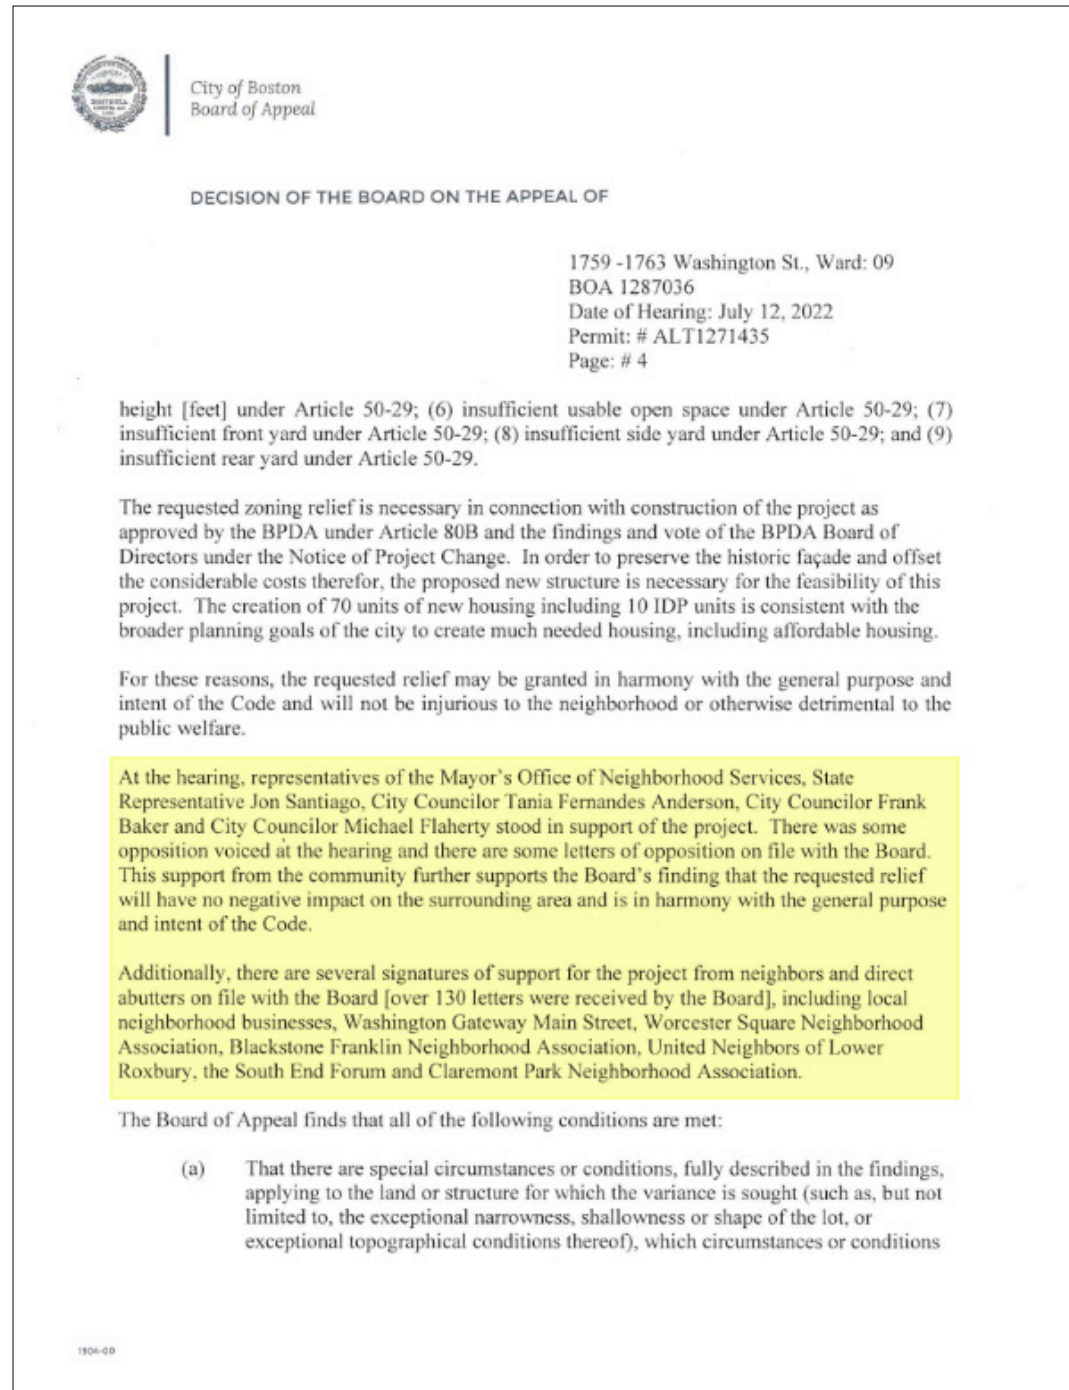 City of Boston
Board of Appeal
DECISION OF THE BOARD ON THE APPEAL OF
1759 -1763 Washington St., Ward: 09
BOA 1287036
Date of Hearing: July 12, 2022
Permit: # ALT1271435
Page: # 4
height [feet] under Article 50-29; (6) insufficient usable open space under Article 50-29; (7)
insufficient front yard under Article 50-29; (8) insufficient side yard under Article 50-29; and (9)
insufficient rear yard under Article 50-29.
The requested zoning relief is necessary in connection with construction of the project as
approved by the BPDA under Article 80B and the findings and vote of the BPDA Board of
Directors under the Notice of Project Change. In order to preserve the historic façade and offset
the considerable costs therefor, the proposed new structure is necessary for the feasibility of this
project. The creation of 70 units of new housing including 10 IDP units is consistent with the
broader planning goals of the city to create much needed housing, including affordable housing.
For these reasons, the requested relief may be granted in harmony with the general purpose and
intent of the Code and will not be injurious to the neighborhood or otherwise detrimental to the
public welfare.
At the hearing, representatives of the Mayor's Office of Neighborhood Services, State
Representative Jon Santiago, City Councilor Tania Fernandes Anderson, City Councilor Frank
Baker and City Councilor Michael Flaherty stood in support of the project. There was some
opposition voiced at the hearing and there are some letters of opposition on file with the Board.
This support from the community further supports the Board's finding that the requested relief
will have no negative impact on the surrounding area and is in harmony with the general purpose
and intent of the Code.
Additionally, there are several signatures of support for the project from neighbors and direct
abutters on file with the Board [over 130 letters were received by the Board], including local
neighborhood businesses, Washington Gateway Main Street, Worcester Square Neighborhood
Association, Blackstone Franklin Neighborhood Association, United Neighbors of Lower
Roxbury, the South End Forum and Claremont Park Neighborhood Association.
The Board of Appeal finds that all of the following conditions are met:
(a) That there are special circumstances or conditions, fully described in the findings,
applying to the land or structure for which the variance is sought (such as, but not
limited to, the exceptional narrowness, shallowness or shape of the lot, or
exceptional topographical conditions thereof), which circumstances or conditions